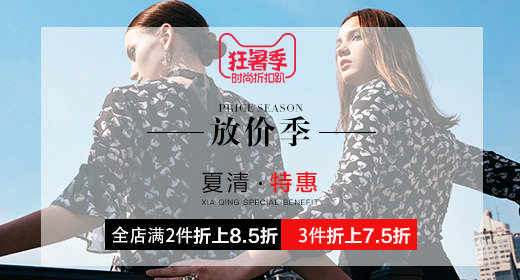 狂暑季
时尚折扣趴
PRICE SEASON
放价季
夏清·特惠
XIA QING SPECIAL BENEFIT
全店满2件折上8.5折 3件折上7.5折